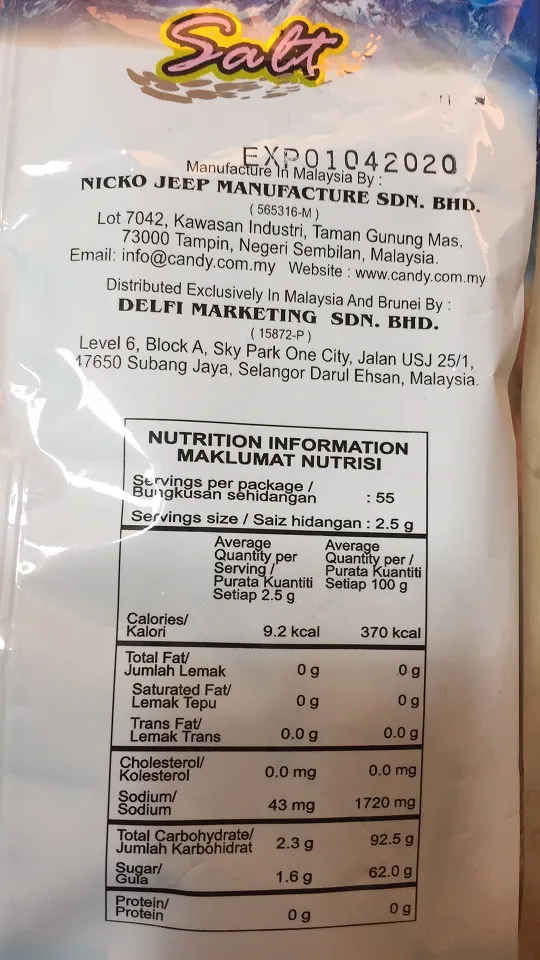 Salt
EXP01042020
Manufacture In Malaysia By :
NICKO JEEP MANUFACTURE SDN. BHD.
( 565316-M )
Lot 7042, Kawasan Industri, Taman Gunung Mas,
73000 Tampin, Negeri Sembilan, Malaysia.
Email: info@candy.com.my Website : www.candy.com.my
Distributed Exclusively In Malaysia And Brunei By :
DELFI MARKETING SDN. BHD.
( 15872-P )
Level 6, Block A, Sky Park One City, Jalan USJ 25/1,
47650 Subang Jaya, Selangor Darul Ehsan, Malaysia.
NUTRITION INFORMATION
MAKLUMAT NUTRISI
Servings per package /
Bungkusan sehidangan : 55
Servings size / Saiz hidangan : 2.5 g
Average Quantity per Serving / Purata Kuantiti Setiap 2.5 g
Average Quantity per / Purata Kuantiti Setiap 100 g
Calories/
Kalori 9.2 kcal 370 kcal
Total Fat/
Jumlah Lemak 0 g 0 g
Saturated Fat/
Lemak Tepu 0 g 0 g
Trans Fat/
Lemak Trans 0.0 g 0.0 g
Cholesterol/
Kolesterol 0.0 mg 0.0 mg
Sodium/
Sodium 43 mg 1720 mg
Total Carbohydrate/
Jumlah Karbohidrat 2.3 g 92.5 g
Sugar/
Gula 1.6 g 62.0 g
Protein/
Protein 0 g 0 g